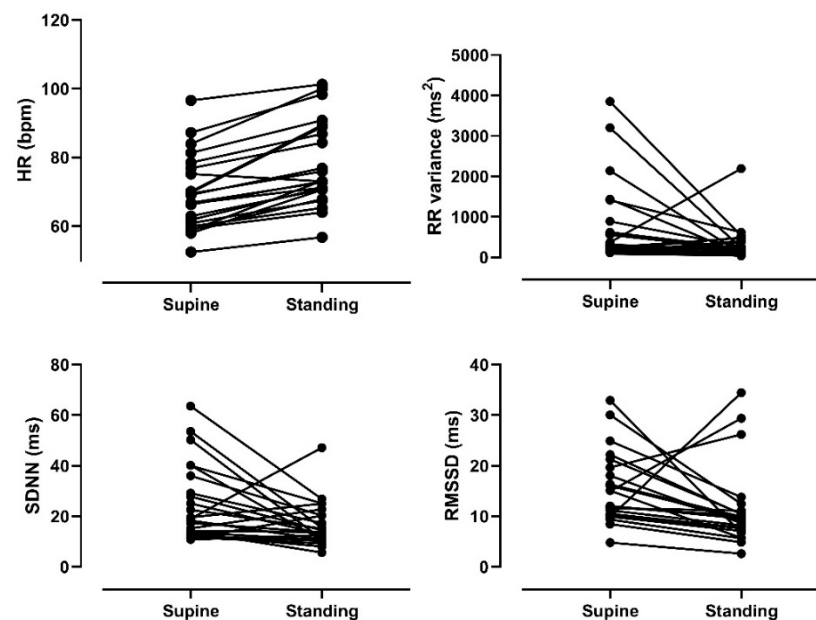 HR (bpm)
120
100
80
60
Supine
Standing
RR variance (ms²)
5000
4000
3000
2000
1000
0
Supine
Standing
SDNN (ms)
80
60
40
20
0
Supine
Standing
RMSSD (ms)
40
30
20
10
0
Supine
Standing